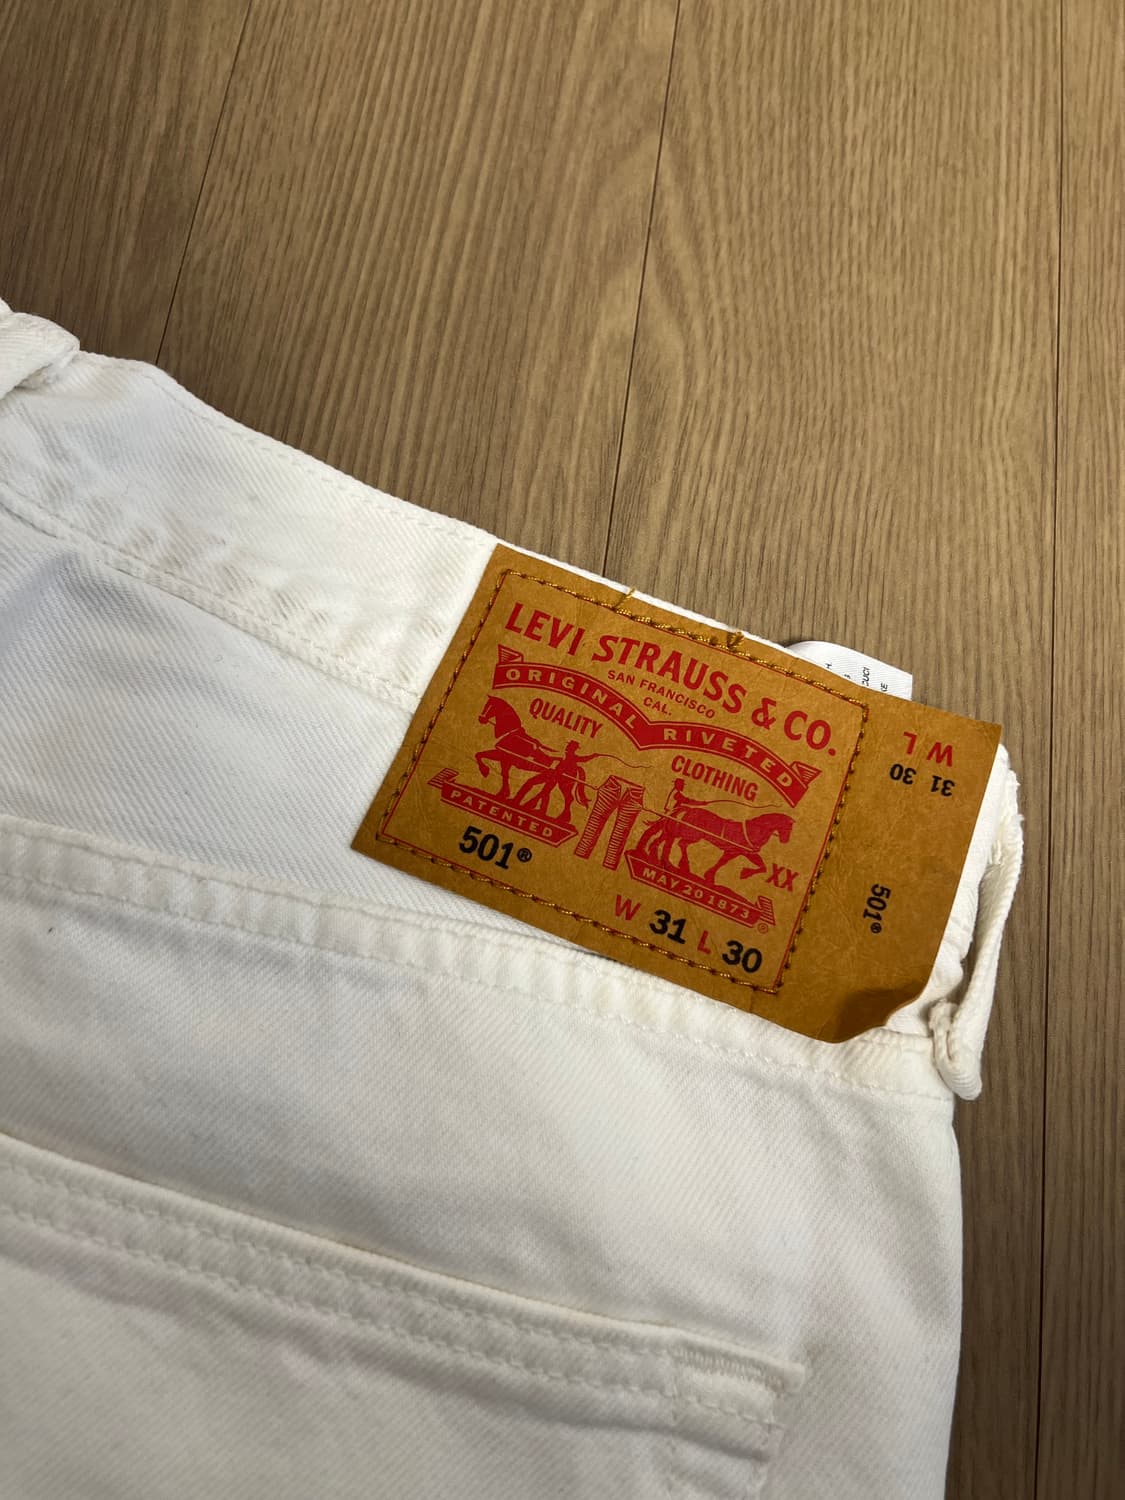 LEVI STRAUSS & CO.
SAN FRANCISCO
CAL.
ORIGINAL RIVETED
QUALITY CLOTHING
PATENTED
XX
MAY 20 1873
®
501®
W 31 L 30
W L
31 30
501®